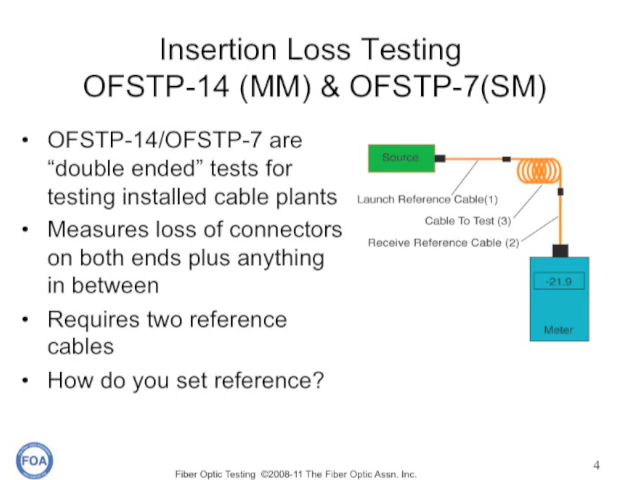 Insertion Loss Testing
OFSTP-14 (MM) & OFSTP-7(SM)
• OFSTP-14/OFSTP-7 are
“double ended” tests for
testing installed cable plants
• Measures loss of connectors
on both ends plus anything
in between
• Requires two reference
cables
• How do you set reference?
Source
Launch Reference Cable(1)
Cable To Test (3)
Receive Reference Cable (2)
-21.9
Meter
FOA
Fiber Optic Testing ©2008-11 The Fiber Optic Assn. Inc.
4